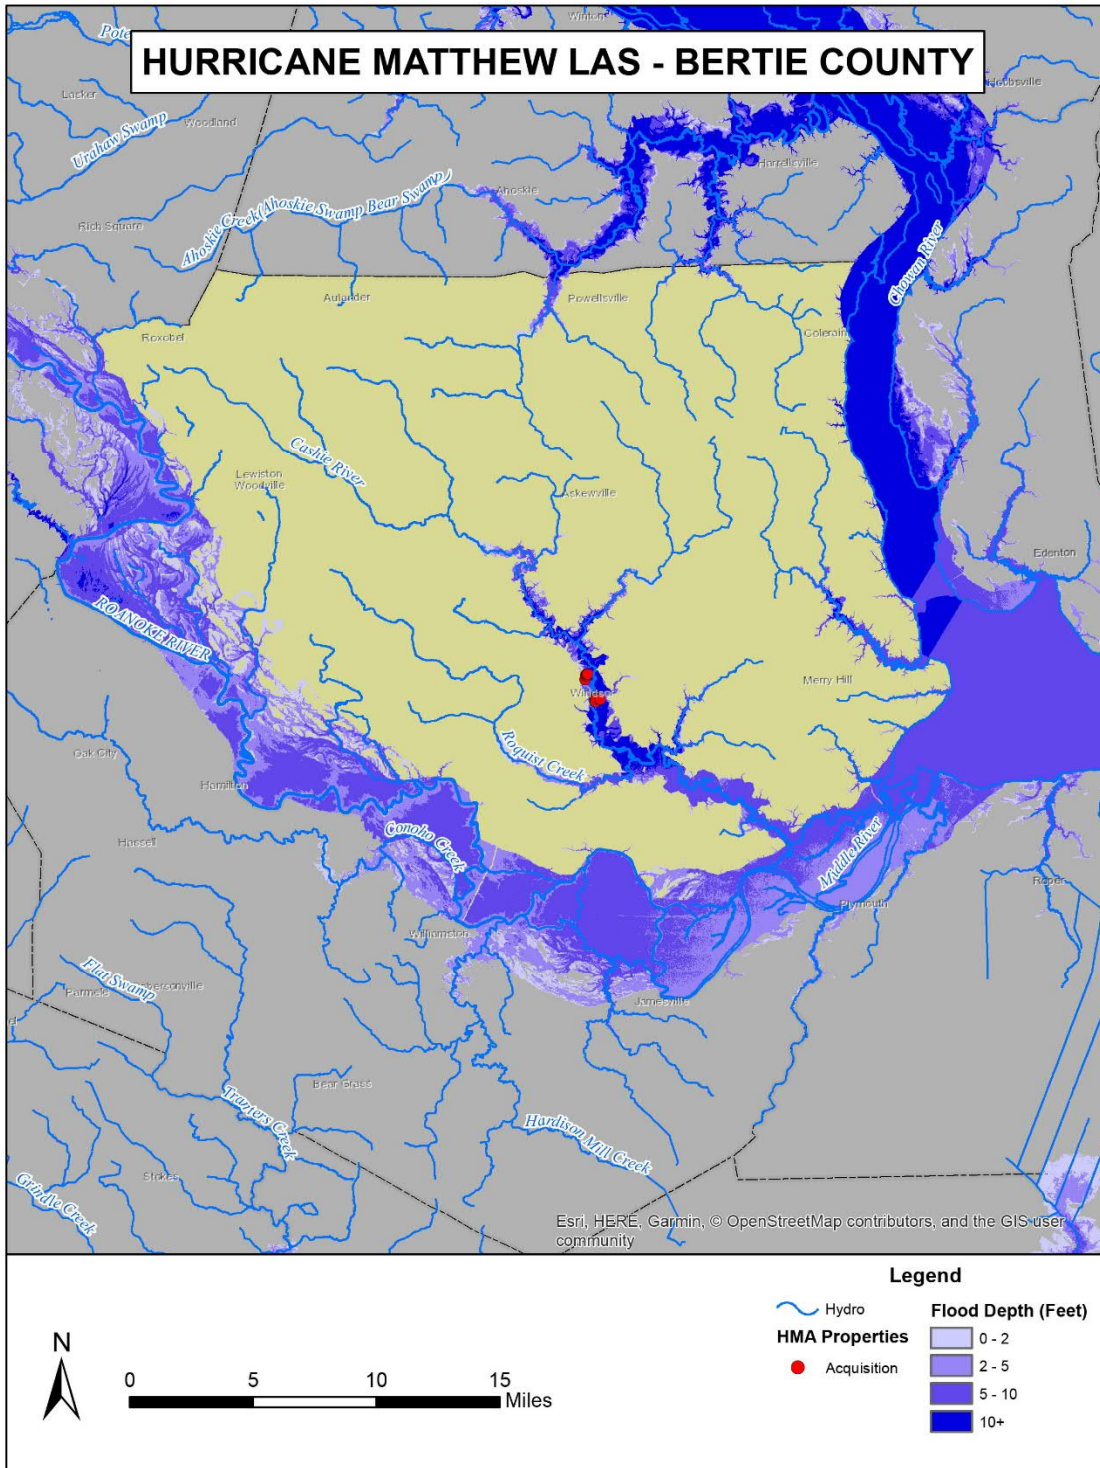 Winton
Pote
HURRICANE MATTHEW LAS - BERTIE COUNTY
Hobbsville
Lasker
Woodland
Urahaw Swamp
Harrellsville
Ahoskie
Ahoskie Creek(Ahoskie Swamp Bear Swamp)
Rich Square
Chowan River
Aulander
Powellsville
Colerain
Roxobel
Cashie River
Lewiston
Woodville
Askewville
Edenton
ROANOKE RIVER
Merry Hill
Windsor
Roquist Creek
Oak City
Hamilton
Conoho Creek
Hassell
Middle River
Roper
Plymouth
Williamston
Flat Swamp
Parmele
bersonville
Jamesville
Bear Grass
Tranters Creek
Hardison Mill Creek
Stokes
Grindle Creek
Esri, HERE, Garmin, © OpenStreetMap contributors, and the GIS user
community
Legend
Hydro
HMA Properties
Acquisition
Flood Depth (Feet)
0 - 2
2 - 5
5 - 10
10+
N
0 5 10 15
Miles